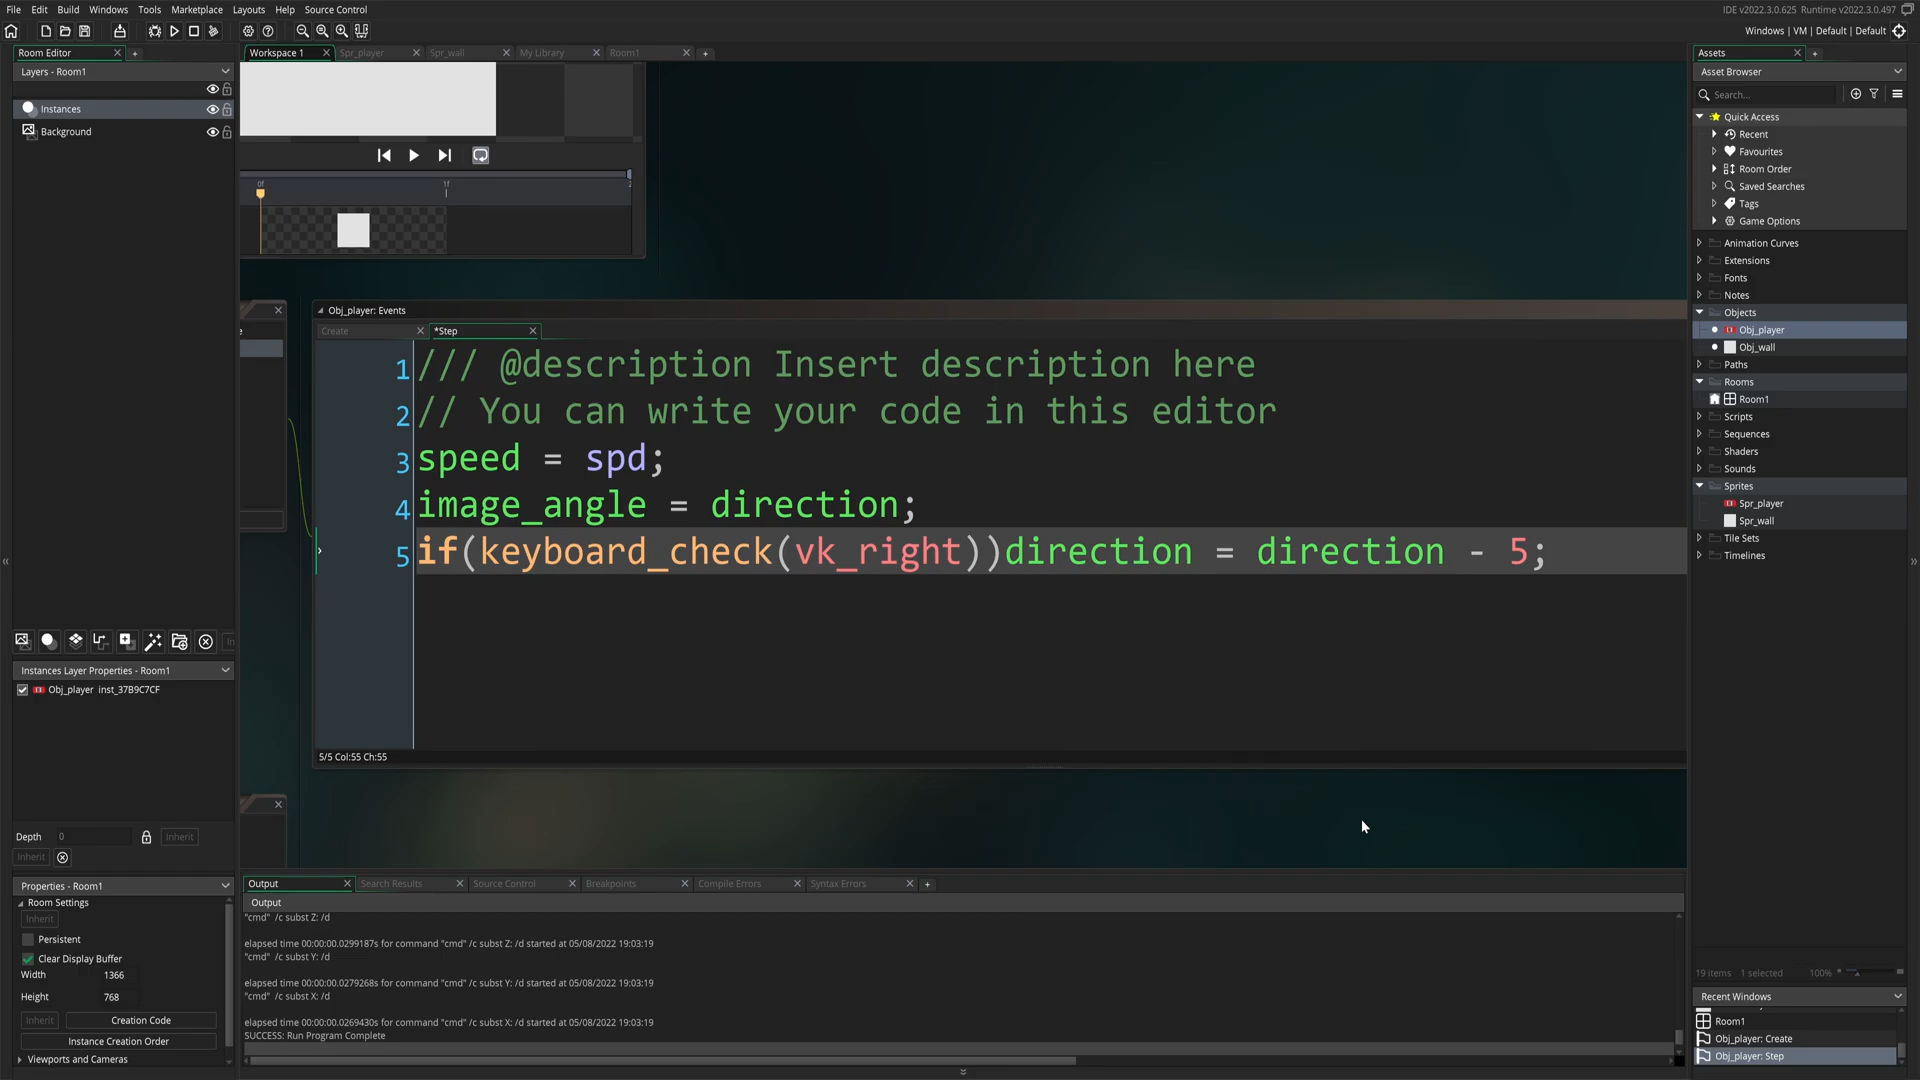 File Edit Build Windows Tools Marketplace Layouts Help Source Control
IDE v2022.3.0.625 Runtime v2022.3.0.497
Windows | VM | Default | Default
Room Editor
Layers - Room1
Instances
Background
Workspace 1 Spr_player Spr_wall My Library Room1
0f 1f
Obj_player: Events
Create *Step
1 /// @description Insert description here
2 // You can write your code in this editor
3 speed = spd;
4 image_angle = direction;
5 if(keyboard_check(vk_right))direction = direction - 5;
5/5 Col:55 Ch:55
Instances Layer Properties - Room1
Obj_player inst_37B9C7CF
Depth 0 Inherit
Inherit
Properties - Room1
Room Settings
Inherit
Persistent
Clear Display Buffer
Width 1366
Height 768
Inherit Creation Code
Instance Creation Order
Viewports and Cameras
Output Search Results Source Control Breakpoints Compile Errors Syntax Errors
Output
"cmd" /c subst Z: /d
elapsed time 00:00:00.0299187s for command "cmd" /c subst Z: /d started at 05/08/2022 19:03:19
"cmd" /c subst Y: /d
elapsed time 00:00:00.0279268s for command "cmd" /c subst Y: /d started at 05/08/2022 19:03:19
"cmd" /c subst X: /d
elapsed time 00:00:00.0269430s for command "cmd" /c subst X: /d started at 05/08/2022 19:03:19
SUCCESS: Run Program Complete
Assets
Asset Browser
Search...
Quick Access
Recent
Favourites
Room Order
Saved Searches
Tags
Game Options
Animation Curves
Extensions
Fonts
Notes
Objects
Obj_player
Obj_wall
Paths
Rooms
Room1
Scripts
Sequences
Shaders
Sounds
Sprites
Spr_player
Spr_wall
Tile Sets
Timelines
19 items 1 selected 100%
Recent Windows
Room1
Obj_player: Create
Obj_player: Step